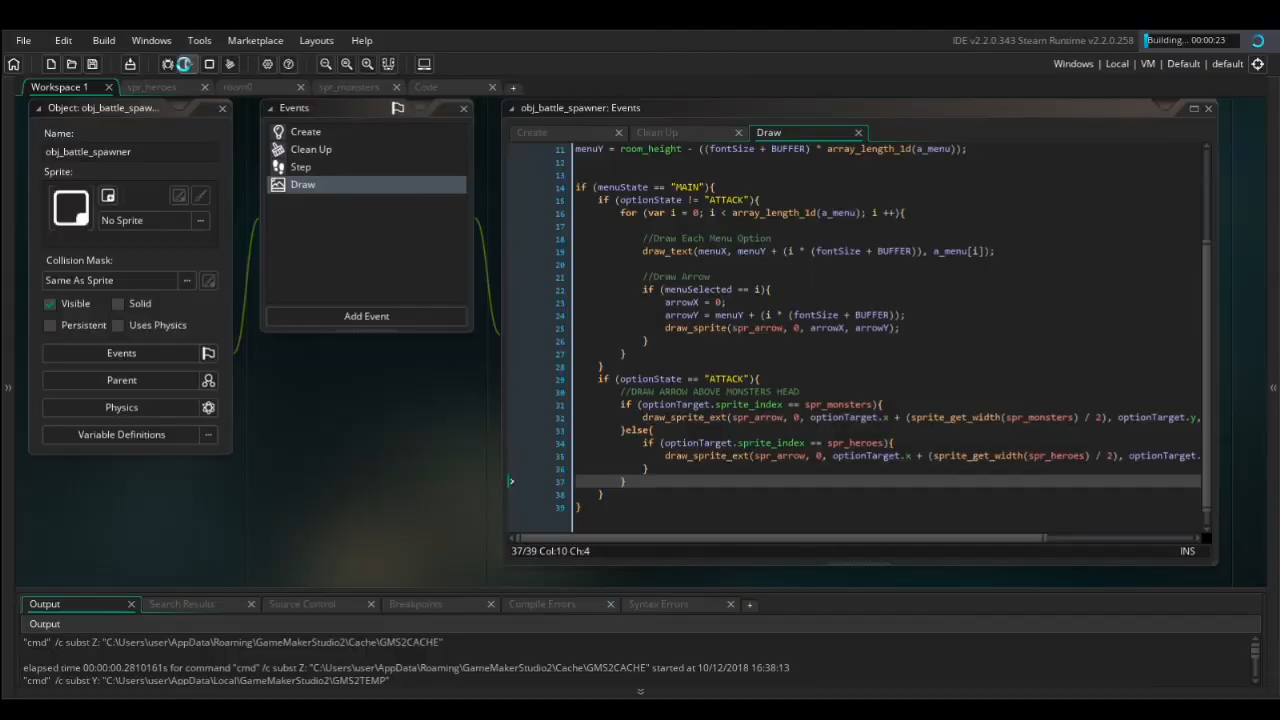 File Edit Build Windows Tools Marketplace Layouts Help IDE v2.2.0.343 Steam Runtime v2.2.0.258 Building... 00:00:23
Windows | Local | VM | Default | default
Workspace 1 spr_heroes room0 spr_monsters Code
Object: obj_battle_spaw...
Name:
obj_battle_spawner
Sprite:
No Sprite
Collision Mask:
Same As Sprite
Visible Solid
Persistent Uses Physics
Events
Parent
Physics
Variable Definitions
Events
Create
Clean Up
Step
Draw
Add Event
obj_battle_spawner: Events
Create Clean Up Draw
11 menuY = room_height - ((fontSize + BUFFER) * array_length_1d(a_menu));
12
13
14 if (menuState == "MAIN"){
15 if (optionState != "ATTACK"){
16 for (var i = 0; i < array_length_1d(a_menu); i ++){
17
18 //Draw Each Menu Option
19 draw_text(menuX, menuY + (i * (fontSize + BUFFER)), a_menu[i]);
20
21 //Draw Arrow
22 if (menuSelected == i){
23 arrowX = 0;
24 arrowY = menuY + (i * (fontSize + BUFFER));
25 draw_sprite(spr_arrow, 0, arrowX, arrowY);
26 }
27 }
28 }
29 if (optionState == "ATTACK"){
30 //DRAW ARROW ABOVE MONSTERS HEAD
31 if (optionTarget.sprite_index == spr_monsters){
32 draw_sprite_ext(spr_arrow, 0, optionTarget.x + (sprite_get_width(spr_monsters) / 2), optionTarget.y,
33 }else{
34 if (optionTarget.sprite_index == spr_heroes){
35 draw_sprite_ext(spr_arrow, 0, optionTarget.x + (sprite_get_width(spr_heroes) / 2), optionTarget.
36 }
37 }
38 }
39 }
37/39 Col:10 Ch:4 INS
Output Search Results Source Control Breakpoints Compile Errors Syntax Errors
Output
"cmd" /c subst Z: "C:\Users\user\AppData\Roaming\GameMakerStudio2\Cache\GMS2CACHE"
elapsed time 00:00:00.2810161s for command "cmd" /c subst Z: "C:\Users\user\AppData\Roaming\GameMakerStudio2\Cache\GMS2CACHE" started at 10/12/2018 16:38:13
"cmd" /c subst Y: "C:\Users\user\AppData\Local\GameMakerStudio2\GMS2TEMP"